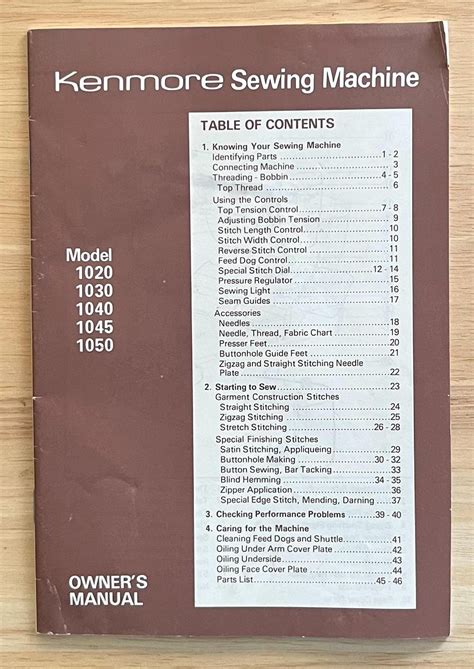 Kenmore Sewing Machine
TABLE OF CONTENTS
1. Knowing Your Sewing Machine
Identifying Parts ........................1 - 2
Connecting Machine ................... 3
Threading - Bobbin .....................4 - 5
Top Thread ............................ 6
Using the Controls
Top Tension Control ................7 - 8
Adjusting Bobbin Tension ........ 9
Stitch Length Control ..............10
Stitch Width Control ................10
Reverse Stitch Control .............11
Feed Dog Control ....................11
Special Stitch Dial ................12 - 14
Pressure Regulator ..................15
Sewing Light ..........................16
Seam Guides ..........................17
Accessories
Needles .................................18
Needle, Thread, Fabric Chart .....19
Presser Feet ...........................20
Buttonhole Guide Feet ..............21
Zigzag and Straight Stitching Needle
Plate .....................................22
2. Starting to Sew ..........................23
Garment Construction Stitches
Straight Stitching ....................24
Zigzag Stitching ......................25
Stretch Stitching ................26 - 28
Special Finishing Stitches
Satin Stitching, Appliqueing ......29
Buttonhole Making ..............30 - 32
Button Sewing, Bar Tacking .......33
Blind Hemming ..................34 - 35
Zipper Application ...................36
Special Edge Stitch, Mending, Darning .....37
3. Checking Performance Problems ...39 - 40
4. Caring for the Machine
Cleaning Feed Dogs and Shuttle........41
Oiling Under Arm Cover Plate ..........42
Oiling Underside .......................43
Oiling Face Cover Plate ................44
Parts List ............................45 - 46
Model
1020
1030
1040
1045
1050
OWNER'S
MANUAL